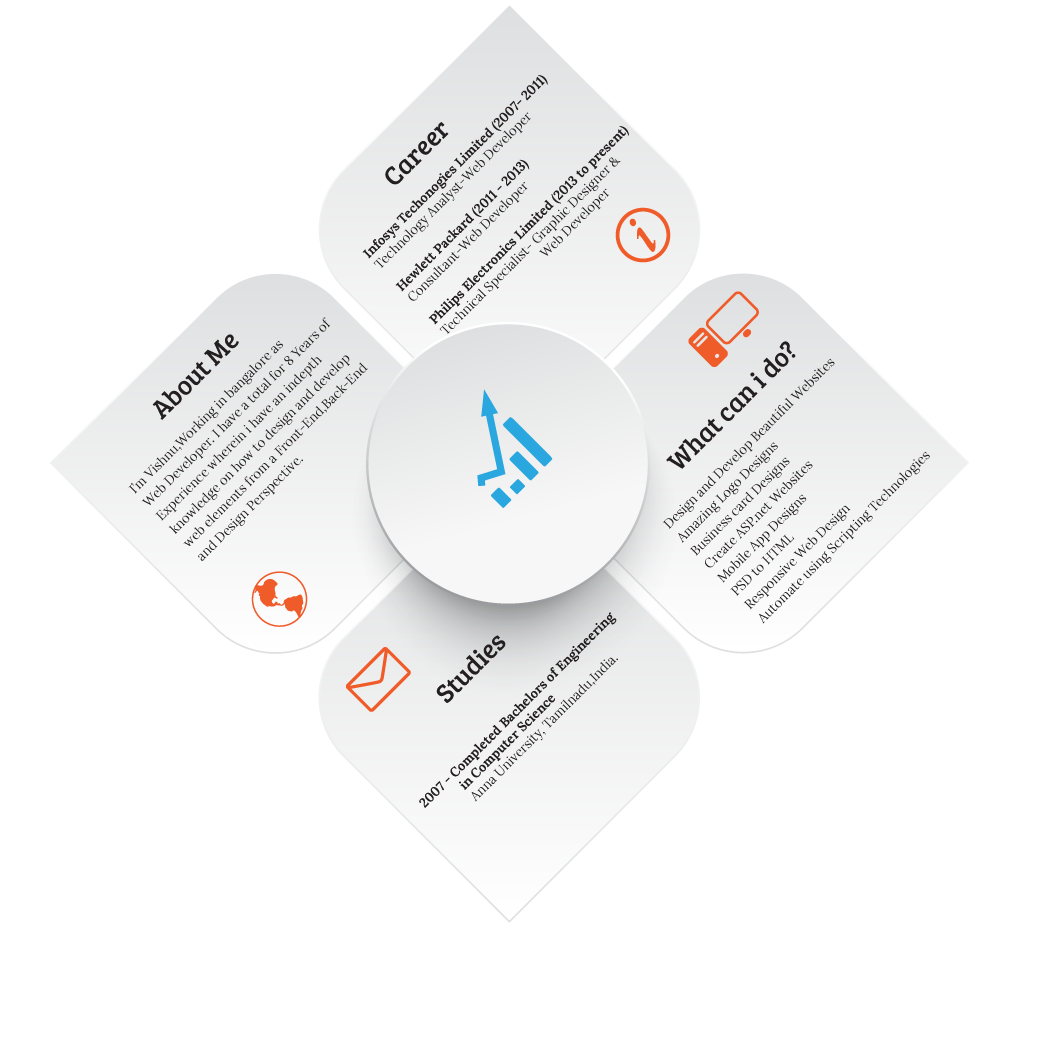 Career
Infosys Techonogies Limited (2007- 2011)
Technology Analyst-Web Developer
Hewlett Packard (2011 - 2013)
Consultant-Web Developer
Philips Electronics Limited (2013 to present)
Technical Specialist- Graphic Designer &
Web Developer
About Me
I'm Vishnu,Working in bangalore as
Web Developer. I have a total for 8 Years of
Experience wherein i have an indepth
knowledge on how to design and develop
web elements from a Front-End,Back-End
and Design Perspective.
What can i do?
Design and Develop Beautiful Websites
Amazing Logo Designs
Business card Designs
Create ASP.net Websites
Mobile App Designs
PSD to HTML
Responsive Web Design
Automate using Scripting Technologies
Studies
2007 - Completed Bachelors of Engineering
in Computer Science
Anna University, Tamilnadu,India.